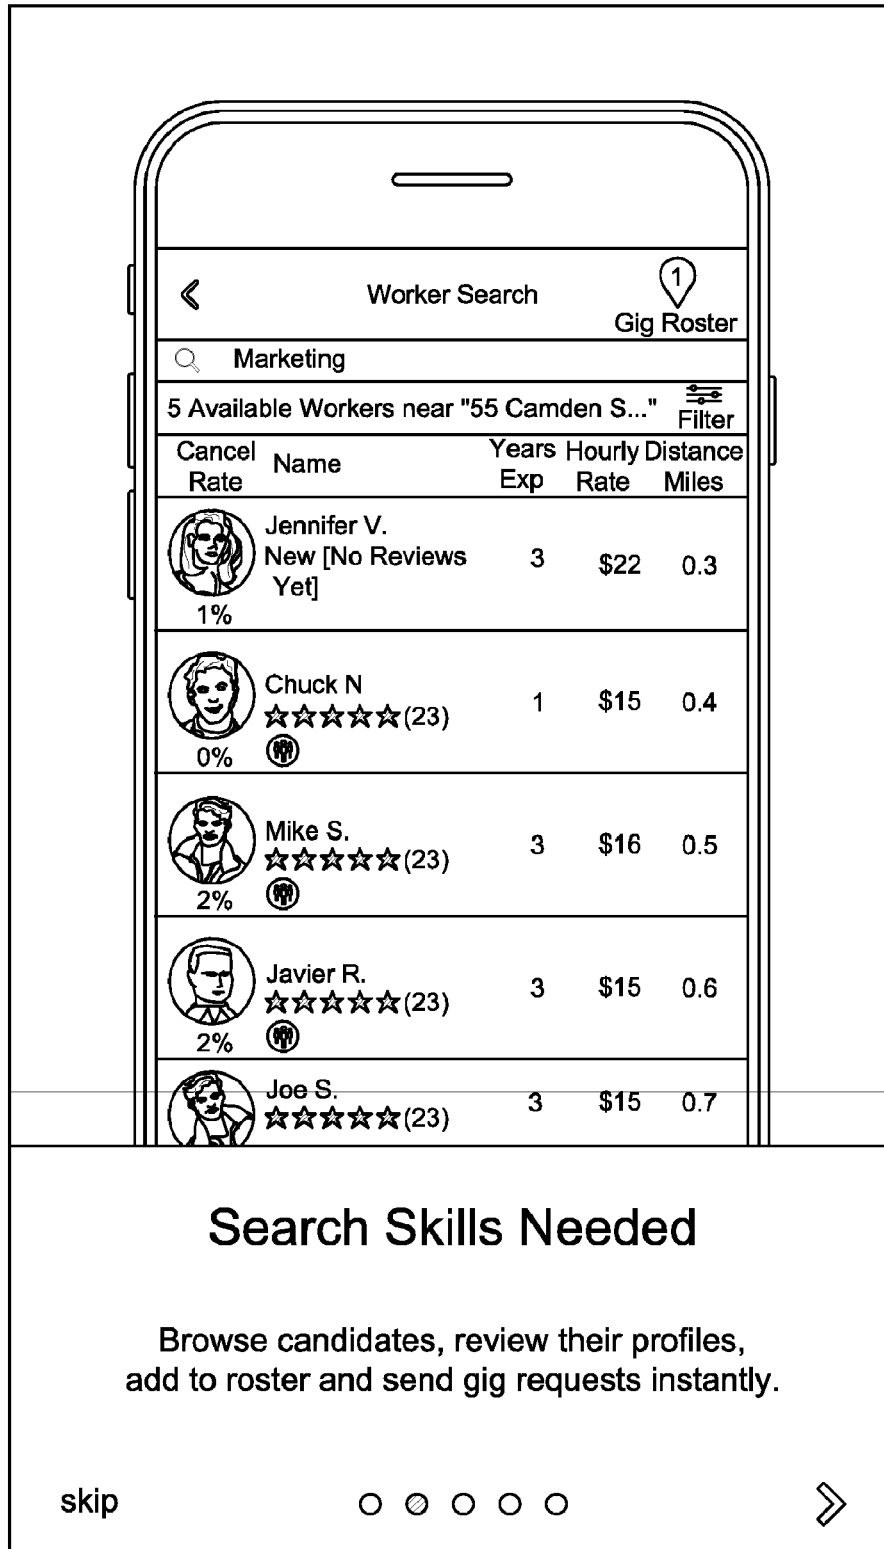 Worker Search
1
Gig Roster
Marketing
5 Available Workers near "55 Camden S..."
Filter
Cancel Rate
Name
Years Exp
Hourly Rate
Distance Miles
Jennifer V.
New [No Reviews
Yet]
3 $22 0.3
1%
Chuck N
(23)
1 $15 0.4
0%
Mike S.
(23)
3 $16 0.5
2%
Javier R.
(23)
3 $15 0.6
2%
Joe S.
(23)
3 $15 0.7
Search Skills Needed
Browse candidates, review their profiles,
add to roster and send gig requests instantly.
skip